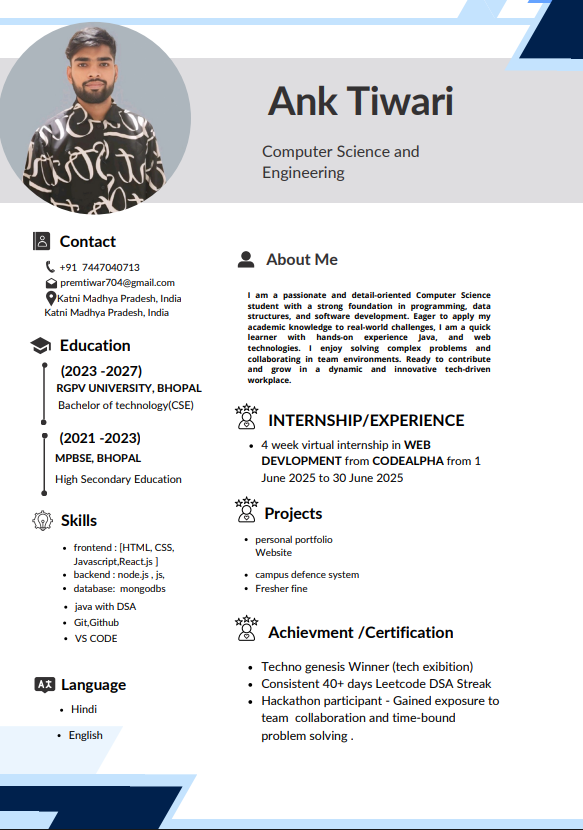 Ank Tiwari
Computer Science and
Engineering
Contact
+91 7447040713
premtiwar704@gmail.com
Katni Madhya Pradesh, India
Katni Madhya Pradesh, India
Education
(2023 -2027)
RGPV UNIVERSITY, BHOPAL
Bachelor of technology(CSE)
(2021 -2023)
MPBSE, BHOPAL
High Secondary Education
Skills
frontend : [HTML, CSS,
Javascript,React.js ]
backend : node.js , js,
database: mongodbs
java with DSA
Git,Github
VS CODE
Language
Hindi
English
About Me
I am a passionate and detail-oriented Computer Science
student with a strong foundation in programming, data
structures, and software development. Eager to apply my
academic knowledge to real-world challenges, I am a quick
learner with hands-on experience Java, and web
technologies. I enjoy solving complex problems and
collaborating in team environments. Ready to contribute
and grow in a dynamic and innovative tech-driven
workplace.
INTERNSHIP/EXPERIENCE
4 week virtual internship in WEB
DEVLOPMENT from CODEALPHA from 1
June 2025 to 30 June 2025
Projects
personal portfolio
Website
campus defence system
Fresher fine
Achievment /Certification
Techno genesis Winner (tech exibition)
Consistent 40+ days Leetcode DSA Streak
Hackathon participant - Gained exposure to
team collaboration and time-bound
problem solving .